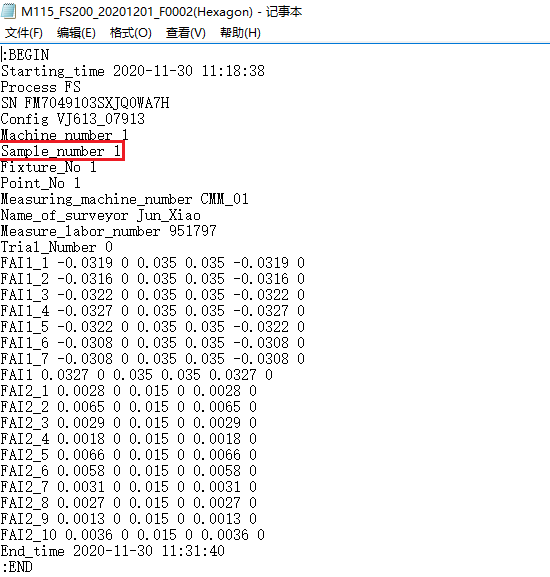 M115_FS200_20201201_F0002(Hexagon) - 记事本
文件(F) 编辑(E) 格式(O) 查看(V) 帮助(H)
:BEGIN
Starting_time 2020-11-30 11:18:38
Process FS
SN FM7049103SXJQ0WA7H
Config VJ613_07913
Machine_number 1
Sample_number 1
Fixture_No 1
Point_No 1
Measuring_machine_number CMM_01
Name_of_surveyor Jun_Xiao
Measure_labor_number 951797
Trial_Number 0
FAI1_1 -0.0319 0 0.035 0.035 -0.0319 0
FAI1_2 -0.0316 0 0.035 0.035 -0.0316 0
FAI1_3 -0.0322 0 0.035 0.035 -0.0322 0
FAI1_4 -0.0327 0 0.035 0.035 -0.0327 0
FAI1_5 -0.0322 0 0.035 0.035 -0.0322 0
FAI1_6 -0.0308 0 0.035 0.035 -0.0308 0
FAI1_7 -0.0308 0 0.035 0.035 -0.0308 0
FAI1 0.0327 0 0.035 0.035 0.0327 0
FAI2_1 0.0028 0 0.015 0 0.0028 0
FAI2_2 0.0065 0 0.015 0 0.0065 0
FAI2_3 0.0029 0 0.015 0 0.0029 0
FAI2_4 0.0018 0 0.015 0 0.0018 0
FAI2_5 0.0066 0 0.015 0 0.0066 0
FAI2_6 0.0058 0 0.015 0 0.0058 0
FAI2_7 0.0031 0 0.015 0 0.0031 0
FAI2_8 0.0027 0 0.015 0 0.0027 0
FAI2_9 0.0013 0 0.015 0 0.0013 0
FAI2_10 0.0036 0 0.015 0 0.0036 0
End_time 2020-11-30 11:31:40
:END